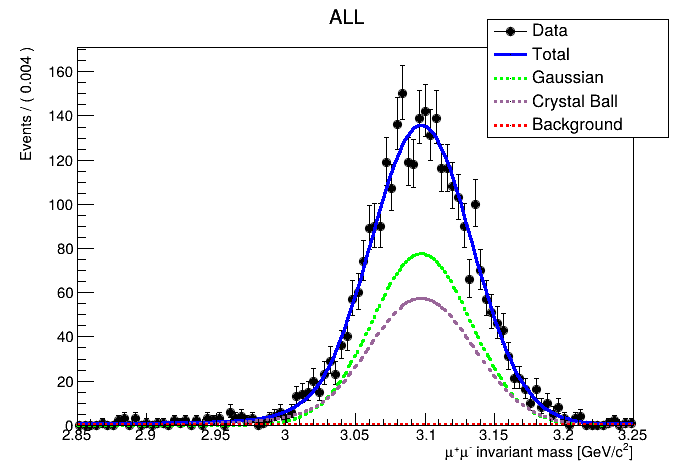 ALL
Data
Total
Gaussian
Crystal Ball
Background
Events / ( 0.004 )
160
140
120
100
80
60
40
20
0
2.85 2.9 2.95 3 3.05 3.1 3.15 3.2 3.25
μ⁺μ⁻ invariant mass [GeV/c²]